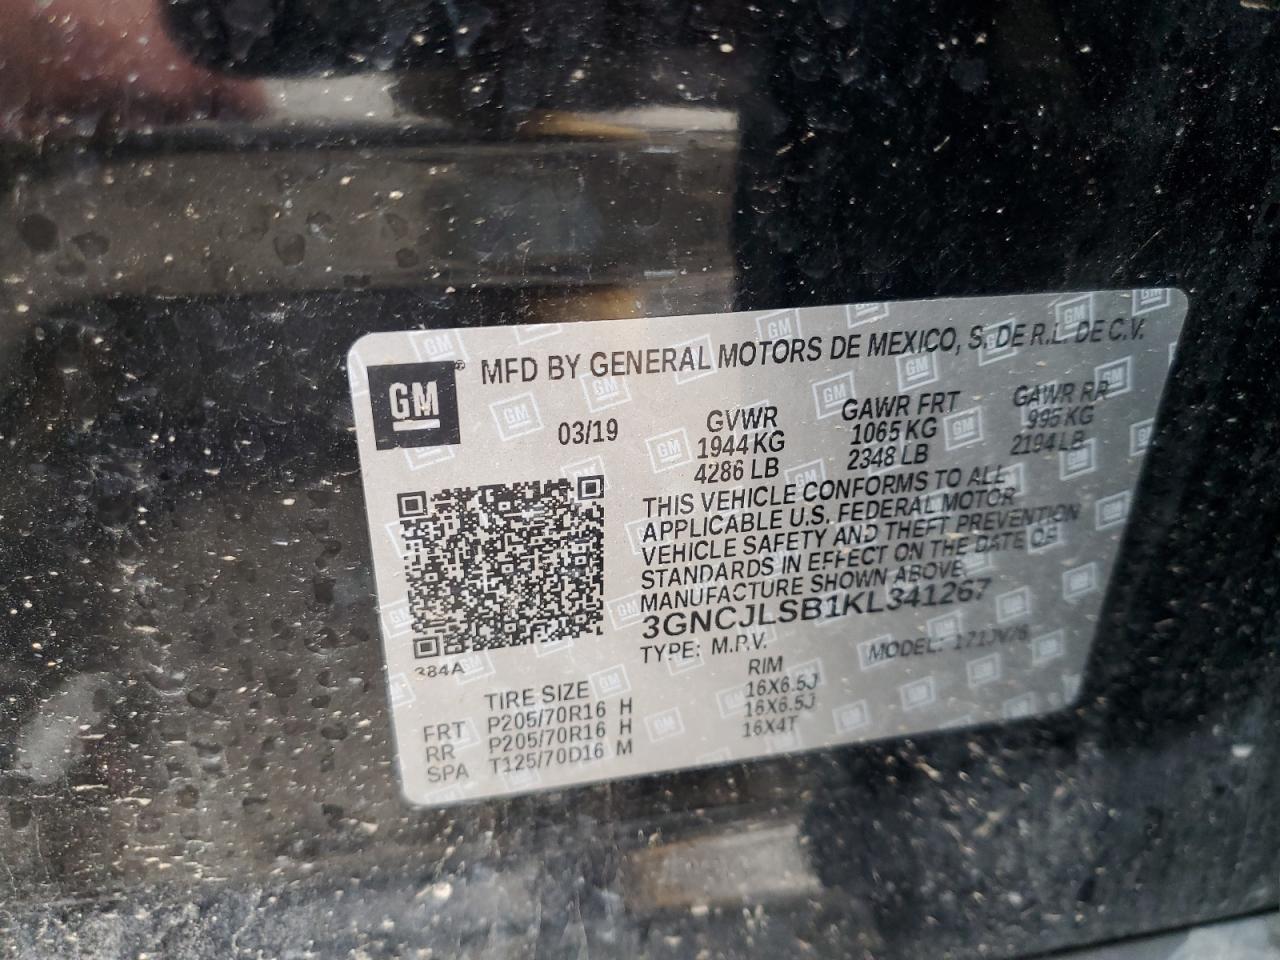 GM® MFD BY GENERAL MOTORS DE MEXICO, S. DE R.L. DE C.V.
03/19 GVWR GAWR FRT GAWR RR
1944 KG 1065 KG 995 KG
4286 LB 2348 LB 2194 LB
THIS VEHICLE CONFORMS TO ALL
APPLICABLE U.S. FEDERAL MOTOR
VEHICLE SAFETY AND THEFT PREVENTION
STANDARDS IN EFFECT ON THE DATE OF
MANUFACTURE SHOWN ABOVE.
3GNCJLSB1KL341267
TYPE: M.P.V. MODEL: 1TJJV76
384A
TIRE SIZE RIM
FRT P205/70R16 H 16X6.5J
RR P205/70R16 H 16X6.5J
SPA T125/70D16 M 16X4T